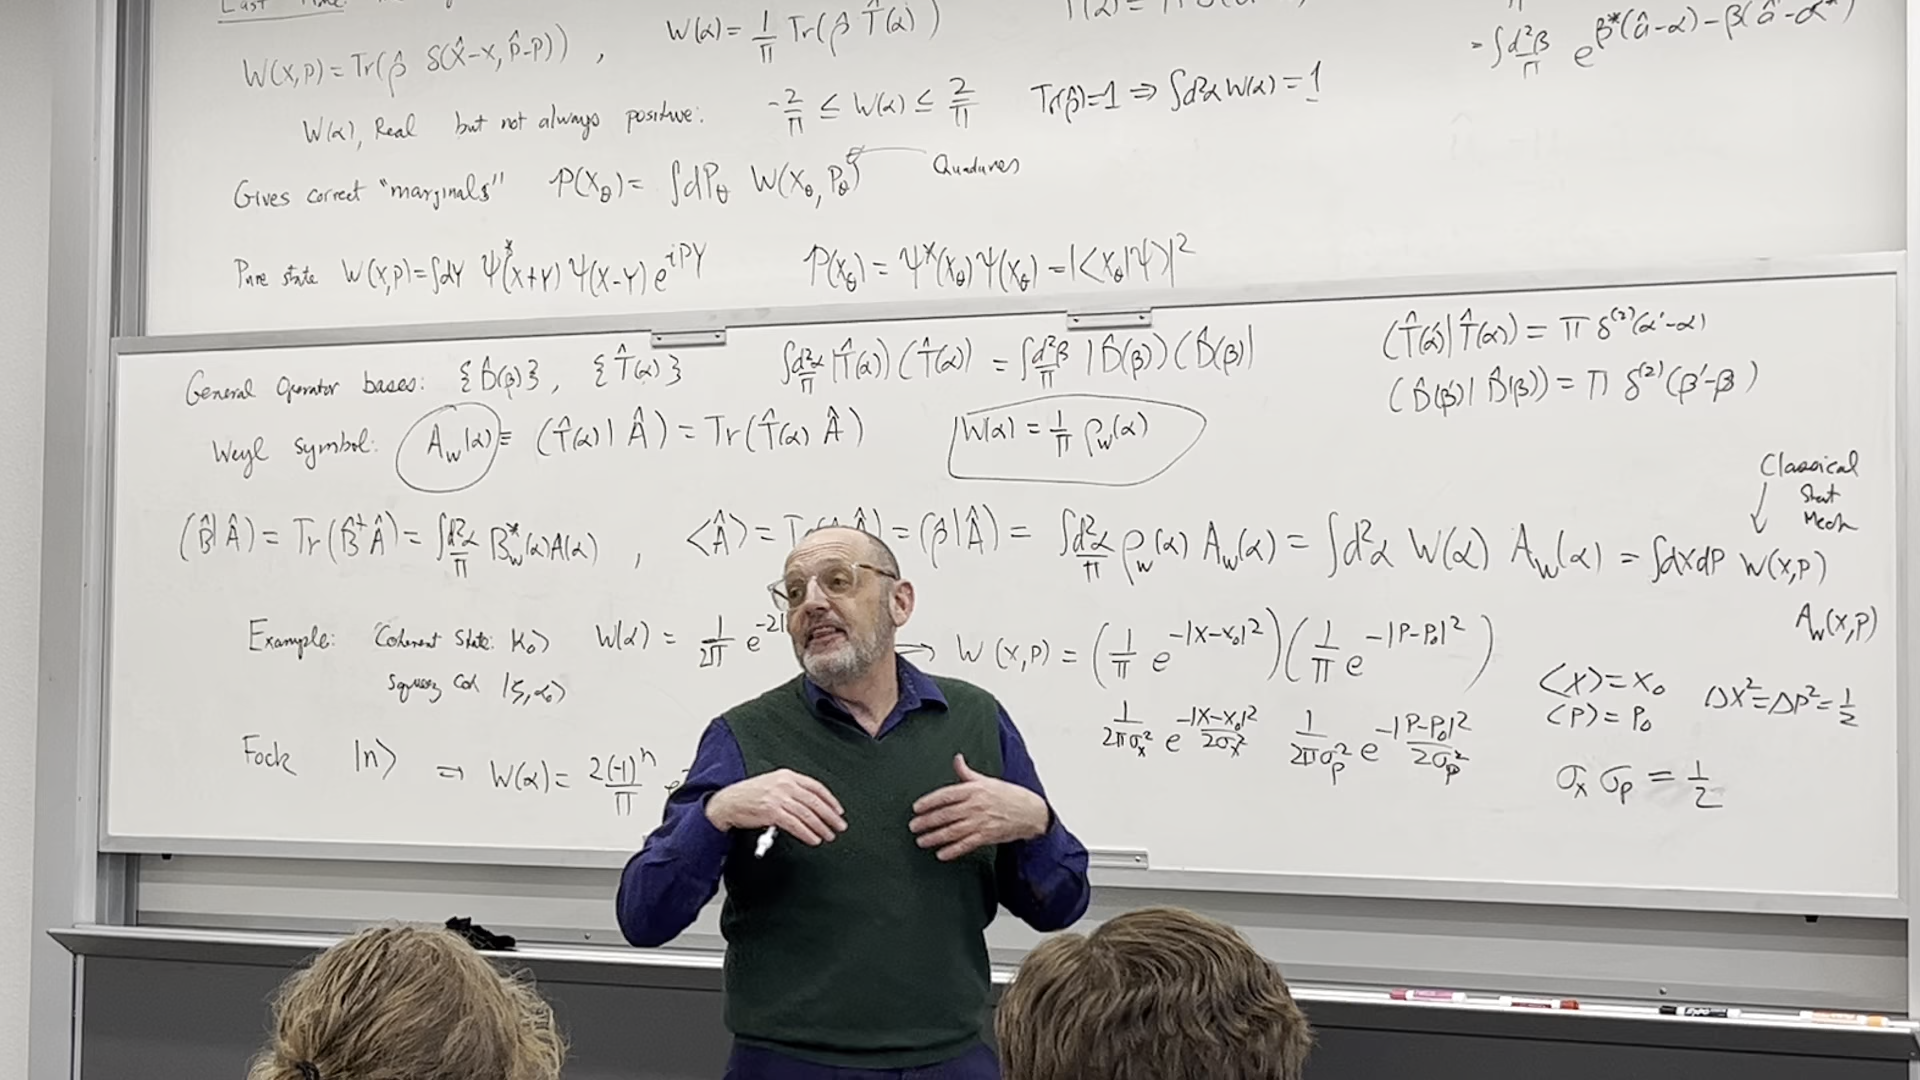 Last Time:
W(x,p) = Tr(ρ̂ δ(x̂-x, p̂-p)) , W(α) = 1/π Tr(ρ̂ T̂(α))
= ∫d²β/π e^{β*(â-α)-β(â-α*)}
W(α), Real but not always positive: -2/π ≤ W(α) ≤ 2/π Tr(ρ̂)=1 ⇒ ∫d²α W(α) = 1
Gives correct "marginals" P(X_θ) = ∫dP_θ W(X_θ, P_θ)
Pure state W(x,p) = ∫dY ψ*(x+Y) ψ(x-Y) e^{iPY} P(X_θ) = ψ*(X_θ)ψ(X_θ) = |<X_θ|ψ>|²
General Operator bases: {D̂(β)}, {T̂(α)} ∫d²α/π |T̂(α))(T̂(α)| = ∫d²β/π |D̂(β))(D̂(β)|
(T̂(α')|T̂(α)) = π δ^{(2)}(α'-α)
(D̂(β')|D̂(β)) = π δ^{(2)}(β'-β)
Weyl symbol: A_W(α) ≡ (T̂(α)|Â) = Tr(T̂(α) Â) W(α) = 1/π ρ_W(α)
Classical
Stat
Mech
(B̂|Â) = Tr(B̂†Â) = ∫d²α/π B*_W(α)A(α) , <Â> = = (ρ̂|Â) = ∫d²α/π ρ_W(α) A_W(α) = ∫d²α W(α) A_W(α) = ∫dXdP W(x,p)
A_W(x,p)
Example: Coherent State: |α₀> W(α) = 1/2π e^{-2| → W(x,p) = (1/π e^{-|x-x₀|²})(1/π e^{-|P-P₀|²})
Squeez Coh |ζ,α₀>
<x> = x₀
<p> = p₀
Δx² = Δp² = 1/2
1/2πσ_x² e^{-|x-x₀|²/2σ_x²} 1/2πσ_p² e^{-|P-P₀|²/2σ_p²}
Fock |n> ⇒ W(α) = 2(-1)^n/π e
σ_x σ_p = 1/2